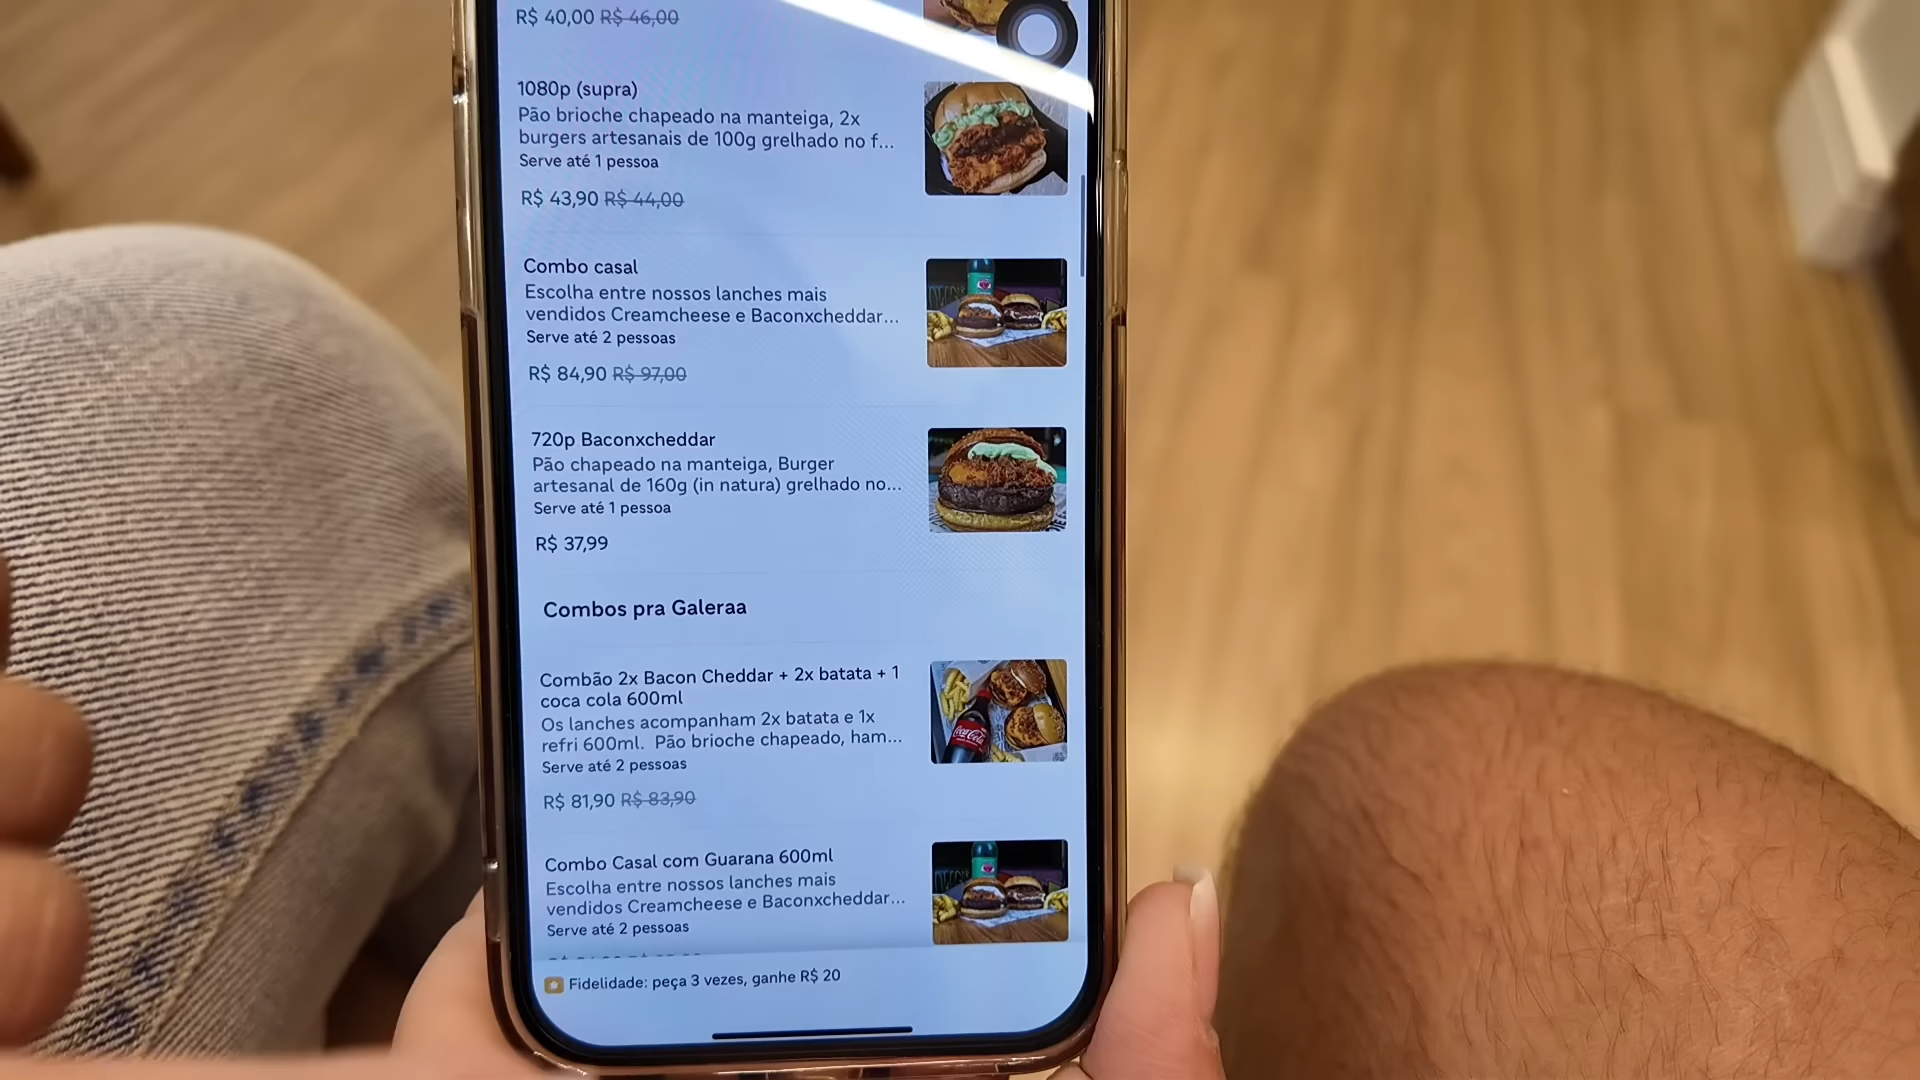 R$ 40,00 R$ 46,00
1080p (supra)
Pão brioche chapeado na manteiga, 2x
burgers artesanais de 100g grelhado no f...
Serve até 1 pessoa
R$ 43,90 R$ 44,00
Combo casal
Escolha entre nossos lanches mais
vendidos Creamcheese e Baconxcheddar...
Serve até 2 pessoas
R$ 84,90 R$ 97,00
720p Baconxcheddar
Pão chapeado na manteiga, Burger
artesanal de 160g (in natura) grelhado no...
Serve até 1 pessoa
R$ 37,99
Combos pra Galeraa
Combão 2x Bacon Cheddar + 2x batata + 1
coca cola 600ml
Os lanches acompanham 2x batata e 1x
refri 600ml. Pão brioche chapeado, ham...
Serve até 2 pessoas
R$ 81,90 R$ 83,90
Coca-Cola
Combo Casal com Guarana 600ml
Escolha entre nossos lanches mais
vendidos Creamcheese e Baconxcheddar...
Serve até 2 pessoas
Fidelidade: peça 3 vezes, ganhe R$ 20